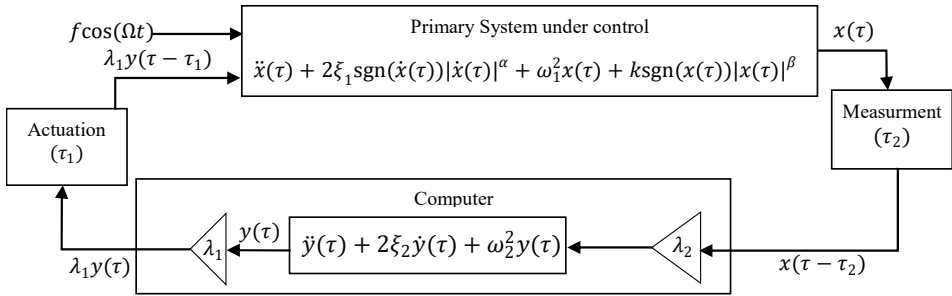 Primary System under control
fcos(Ωt)
λ₁y(τ − τ₁)
ẍ(τ) + 2ξ₁sgn(ẋ(τ))|ẋ(τ)|^α + ω₁²x(τ) + ksgn(x(τ))|x(τ)|^β
x(τ)
Actuation
(τ₁)
Measurment
(τ₂)
Computer
λ₁
y(τ)
ÿ(τ) + 2ξ₂ẏ(τ) + ω₂²y(τ)
λ₂
λ₁y(τ)
x(τ − τ₂)